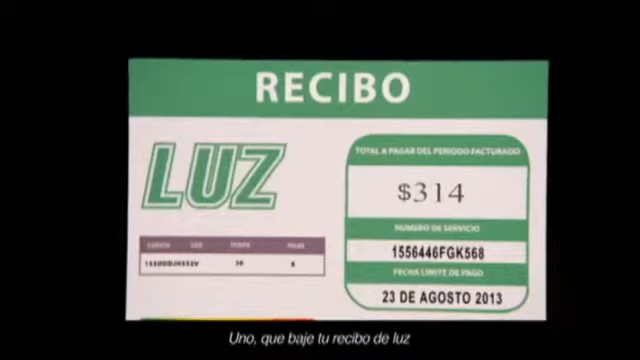 RECIBO
LUZ
TOTAL A PAGAR DEL PERIODO FACTURADO
$314
NUMERO DE SERVICIO
1556446FGK568
FECHA LIMITE DE PAGO
23 DE AGOSTO 2013
Uno, que baje tu recibo de luz